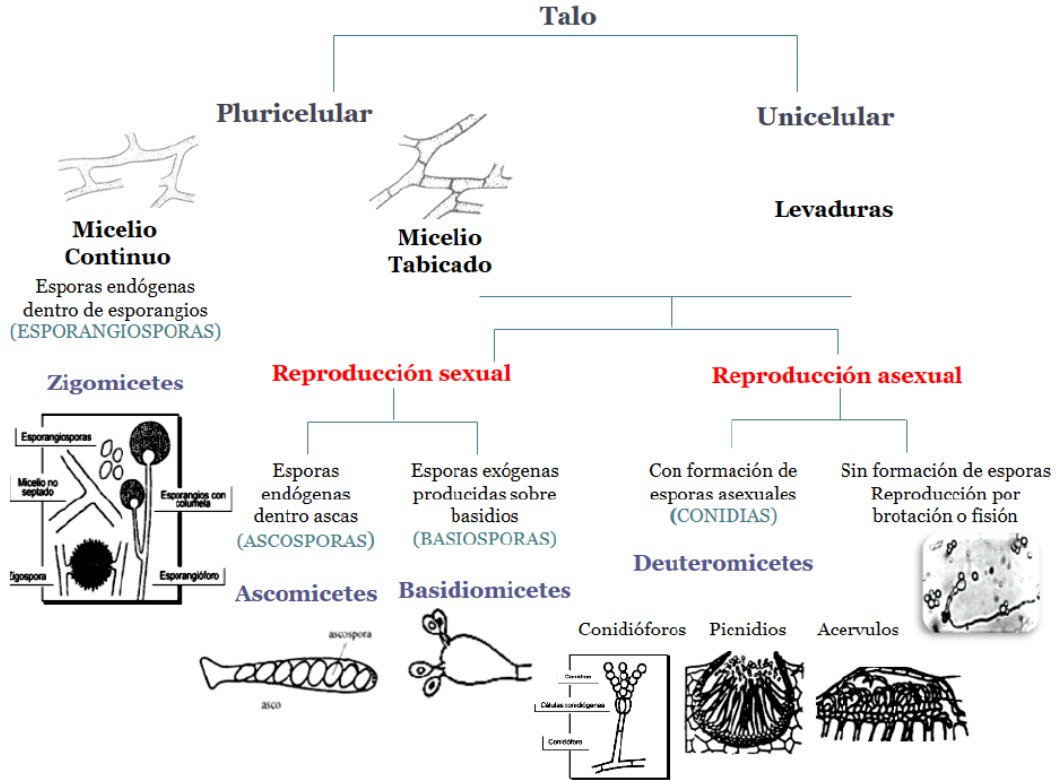 Talo
Pluricelular
Unicelular
Micelio
Continuo
Esporas endógenas
dentro de esporangios
(ESPORANGIOSPORAS)
Micelio
Tabicado
Levaduras
Zigomicetes
Esporangiosporas
Micelio no
septado
Esporangios con
columela
Zigospora
Esporangióforo
Reproducción sexual
Reproducción asexual
Esporas
endógenas
dentro ascas
(ASCOSPORAS)
Esporas exógenas
producidas sobre
basidios
(BASIOSPORAS)
Con formación de
esporas asexuales
(CONIDIAS)
Sin formación de esporas
Reproducción por
brotación o fisión
Ascomicetes
Basidiomicetes
Deuteromicetes
ascospora
asco
Conidióforos
Picnidios
Acervulos
Conidios
Células conidiógenas
Conidióforo